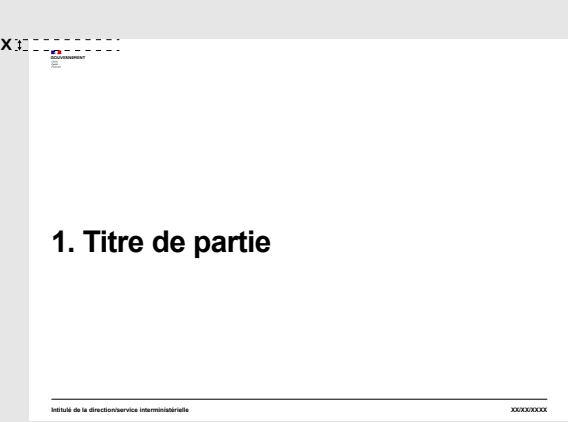 X
GOUVERNEMENT
1. Titre de partie
Intitulé de la direction/service interministérielle
XX/XX/XXXX